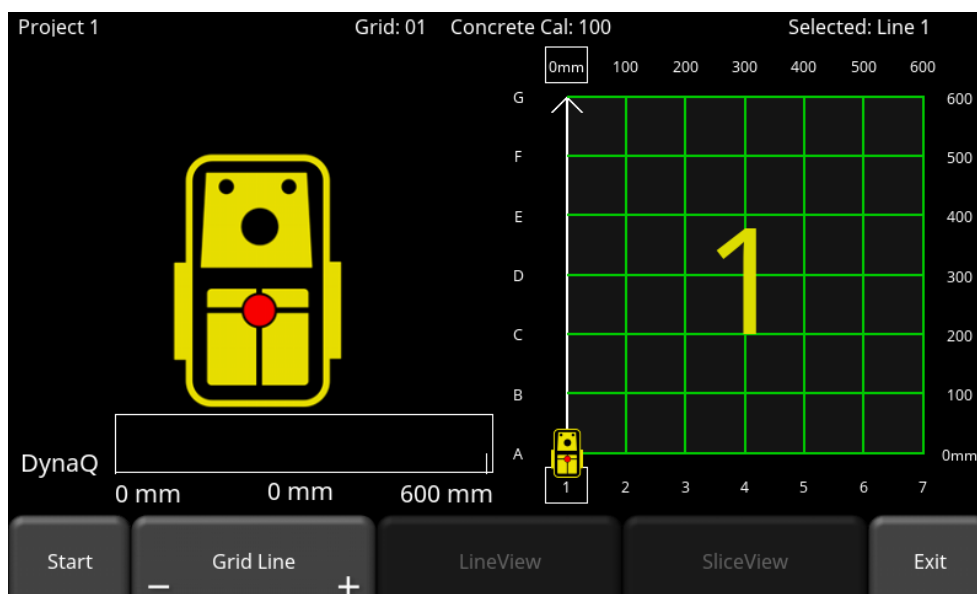 Project 1
Grid: 01
Concrete Cal: 100
Selected: Line 1
0mm 100 200 300 400 500 600
G 600
F 500
E 400
1
D 300
C 200
B 100
A 0mm
1 2 3 4 5 6 7
DynaQ
0 mm 0 mm 600 mm
Start
Grid Line
− +
LineView
SliceView
Exit